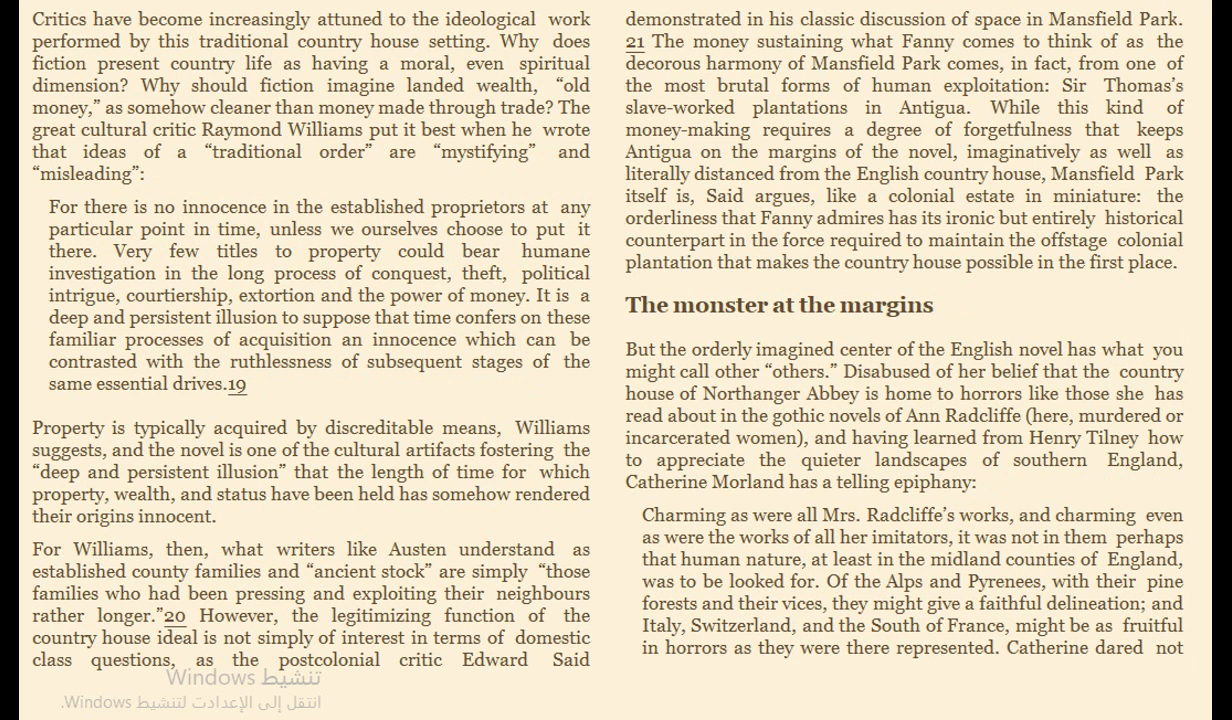 Critics have become increasingly attuned to the ideological work
performed by this traditional country house setting. Why does
fiction present country life as having a moral, even spiritual
dimension? Why should fiction imagine landed wealth, “old
money,” as somehow cleaner than money made through trade? The
great cultural critic Raymond Williams put it best when he wrote
that ideas of a “traditional order” are “mystifying” and
“misleading”:
For there is no innocence in the established proprietors at any
particular point in time, unless we ourselves choose to put it
there. Very few titles to property could bear humane
investigation in the long process of conquest, theft, political
intrigue, courtiership, extortion and the power of money. It is a
deep and persistent illusion to suppose that time confers on these
familiar processes of acquisition an innocence which can be
contrasted with the ruthlessness of subsequent stages of the
same essential drives.19
Property is typically acquired by discreditable means, Williams
suggests, and the novel is one of the cultural artifacts fostering the
“deep and persistent illusion” that the length of time for which
property, wealth, and status have been held has somehow rendered
their origins innocent.
For Williams, then, what writers like Austen understand as
established county families and “ancient stock” are simply “those
families who had been pressing and exploiting their neighbours
rather longer.”20 However, the legitimizing function of the
country house ideal is not simply of interest in terms of domestic
class questions, as the postcolonial critic Edward Said
demonstrated in his classic discussion of space in Mansfield Park.
21 The money sustaining what Fanny comes to think of as the
decorous harmony of Mansfield Park comes, in fact, from one of
the most brutal forms of human exploitation: Sir Thomas’s
slave-worked plantations in Antigua. While this kind of
money-making requires a degree of forgetfulness that keeps
Antigua on the margins of the novel, imaginatively as well as
literally distanced from the English country house, Mansfield Park
itself is, Said argues, like a colonial estate in miniature: the
orderliness that Fanny admires has its ironic but entirely historical
counterpart in the force required to maintain the offstage colonial
plantation that makes the country house possible in the first place.
The monster at the margins
But the orderly imagined center of the English novel has what you
might call other “others.” Disabused of her belief that the country
house of Northanger Abbey is home to horrors like those she has
read about in the gothic novels of Ann Radcliffe (here, murdered or
incarcerated women), and having learned from Henry Tilney how
to appreciate the quieter landscapes of southern England,
Catherine Morland has a telling epiphany:
Charming as were all Mrs. Radcliffe’s works, and charming even
as were the works of all her imitators, it was not in them perhaps
that human nature, at least in the midland counties of England,
was to be looked for. Of the Alps and Pyrenees, with their pine
forests and their vices, they might give a faithful delineation; and
Italy, Switzerland, and the South of France, might be as fruitful
in horrors as they were there represented. Catherine dared not
تنشيط Windows
انتقل إلى الإعدادت لتنشيط Windows.